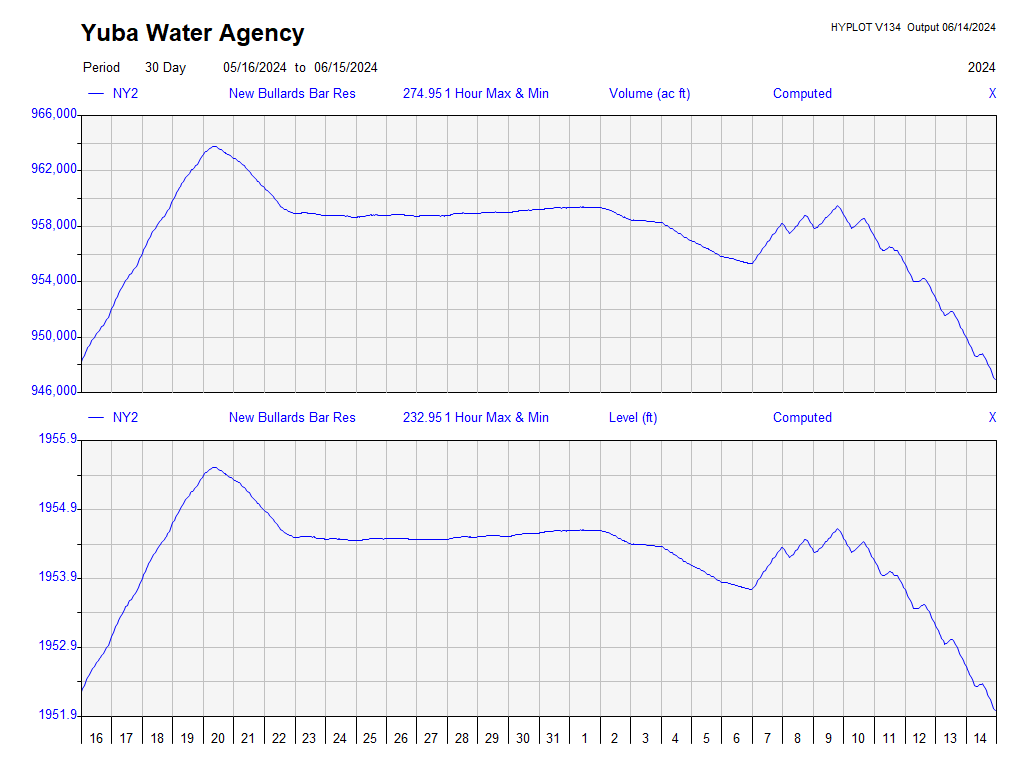 Yuba Water Agency
HYPLOT V134 Output 06/14/2024
Period 30 Day 05/16/2024 to 06/15/2024 2024
NY2 New Bullards Bar Res 274.95 1 Hour Max & Min Volume (ac ft) Computed X
966,000
962,000
958,000
954,000
950,000
946,000
NY2 New Bullards Bar Res 232.95 1 Hour Max & Min Level (ft) Computed X
1955.9
1954.9
1953.9
1952.9
1951.9
16 17 18 19 20 21 22 23 24 25 26 27 28 29 30 31 1 2 3 4 5 6 7 8 9 10 11 12 13 14